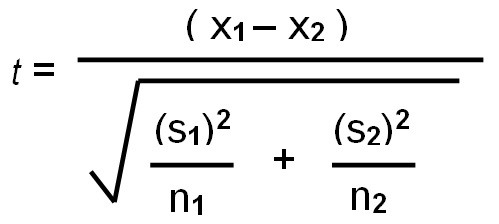 ( x₁ – x₂ )
t =
(s₁)² + (s₂)²
n₁ n₂